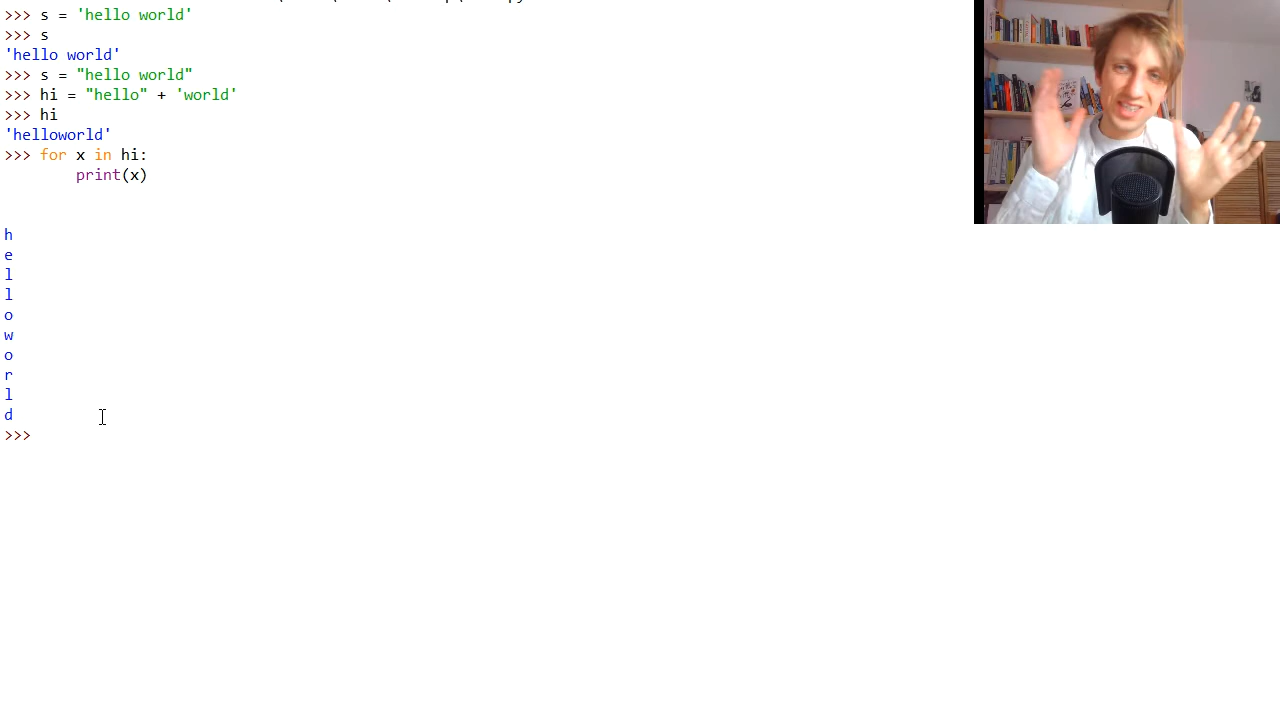 >>> s = 'hello world'
>>> s
'hello world'
>>> s = "hello world"
>>> hi = "hello" + 'world'
>>> hi
'helloworld'
>>> for x in hi:
        print(x)
h
e
l
l
o
w
o
r
l
d
>>>